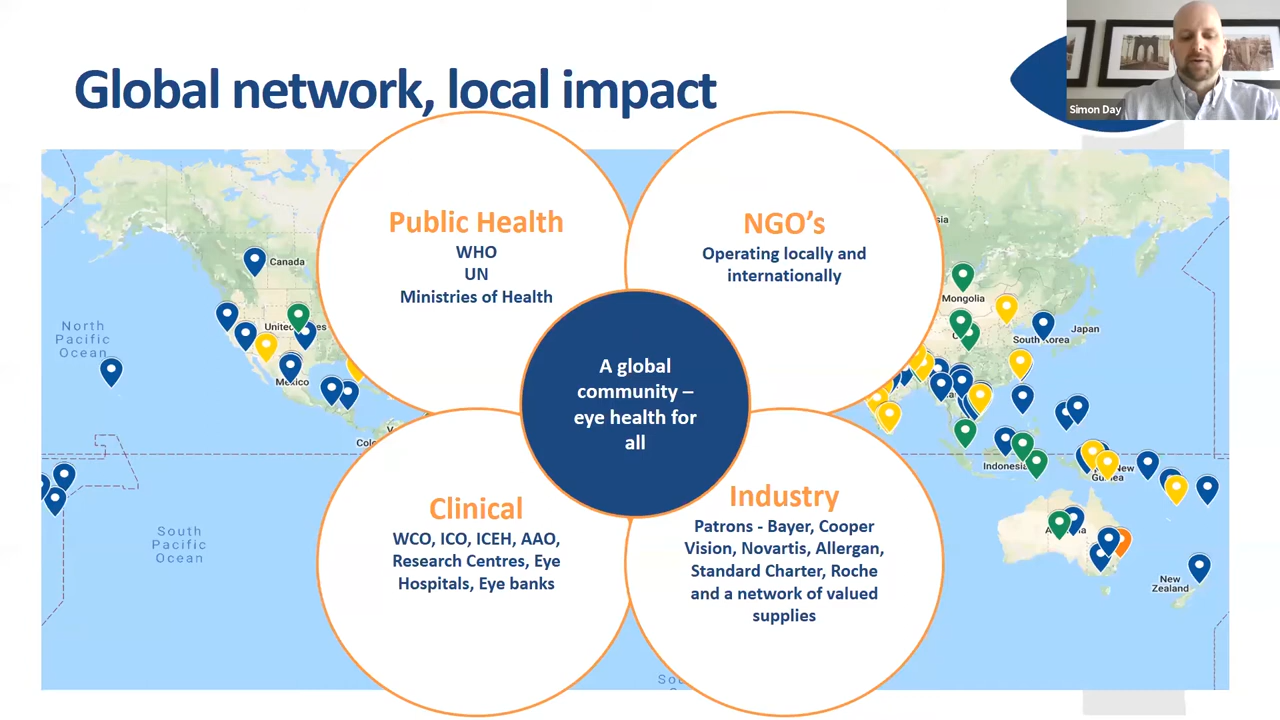 Global network, local impact
Simon Day
Public Health
WHO
UN
Ministries of Health
NGO's
Operating locally and
internationally
A global
community –
eye health for
all
Clinical
WCO, ICO, ICEH, AAO,
Research Centres, Eye
Hospitals, Eye banks
Industry
Patrons - Bayer, Cooper
Vision, Novartis, Allergan,
Standard Charter, Roche
and a network of valued
supplies
Canada
North
Pacific
Ocean
Mexico
South
Pacific
Ocean
Mongolia
South Korea
Japan
Indonesia
New
Zealand